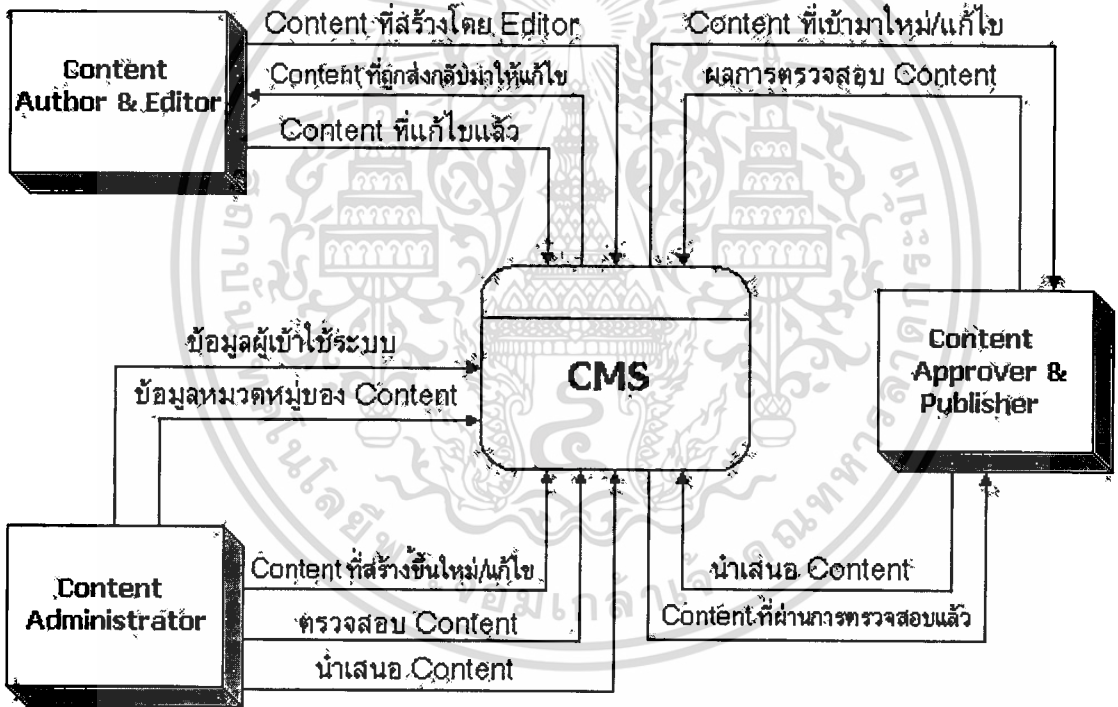 Content ที่สร้างโดย Editor
Content ที่เข้ามาใหม่/แก้ไข
Content
Author & Editor
Content ที่ถูกส่งกลับมาให้แก้ไข
ผลการตรวจสอบ Content
Content ที่แก้ไขแล้ว
ข้อมูลผู้เข้าใช้ระบบ
ข้อมูลหมวดหมู่ของ Content
CMS
Content
Approver &
Publisher
Content
Administrator
Content ที่สร้างขึ้นใหม่/แก้ไข
ตรวจสอบ Content
นำเสนอ Content
นำเสนอ Content
Content ที่ผ่านการตรวจสอบแล้ว